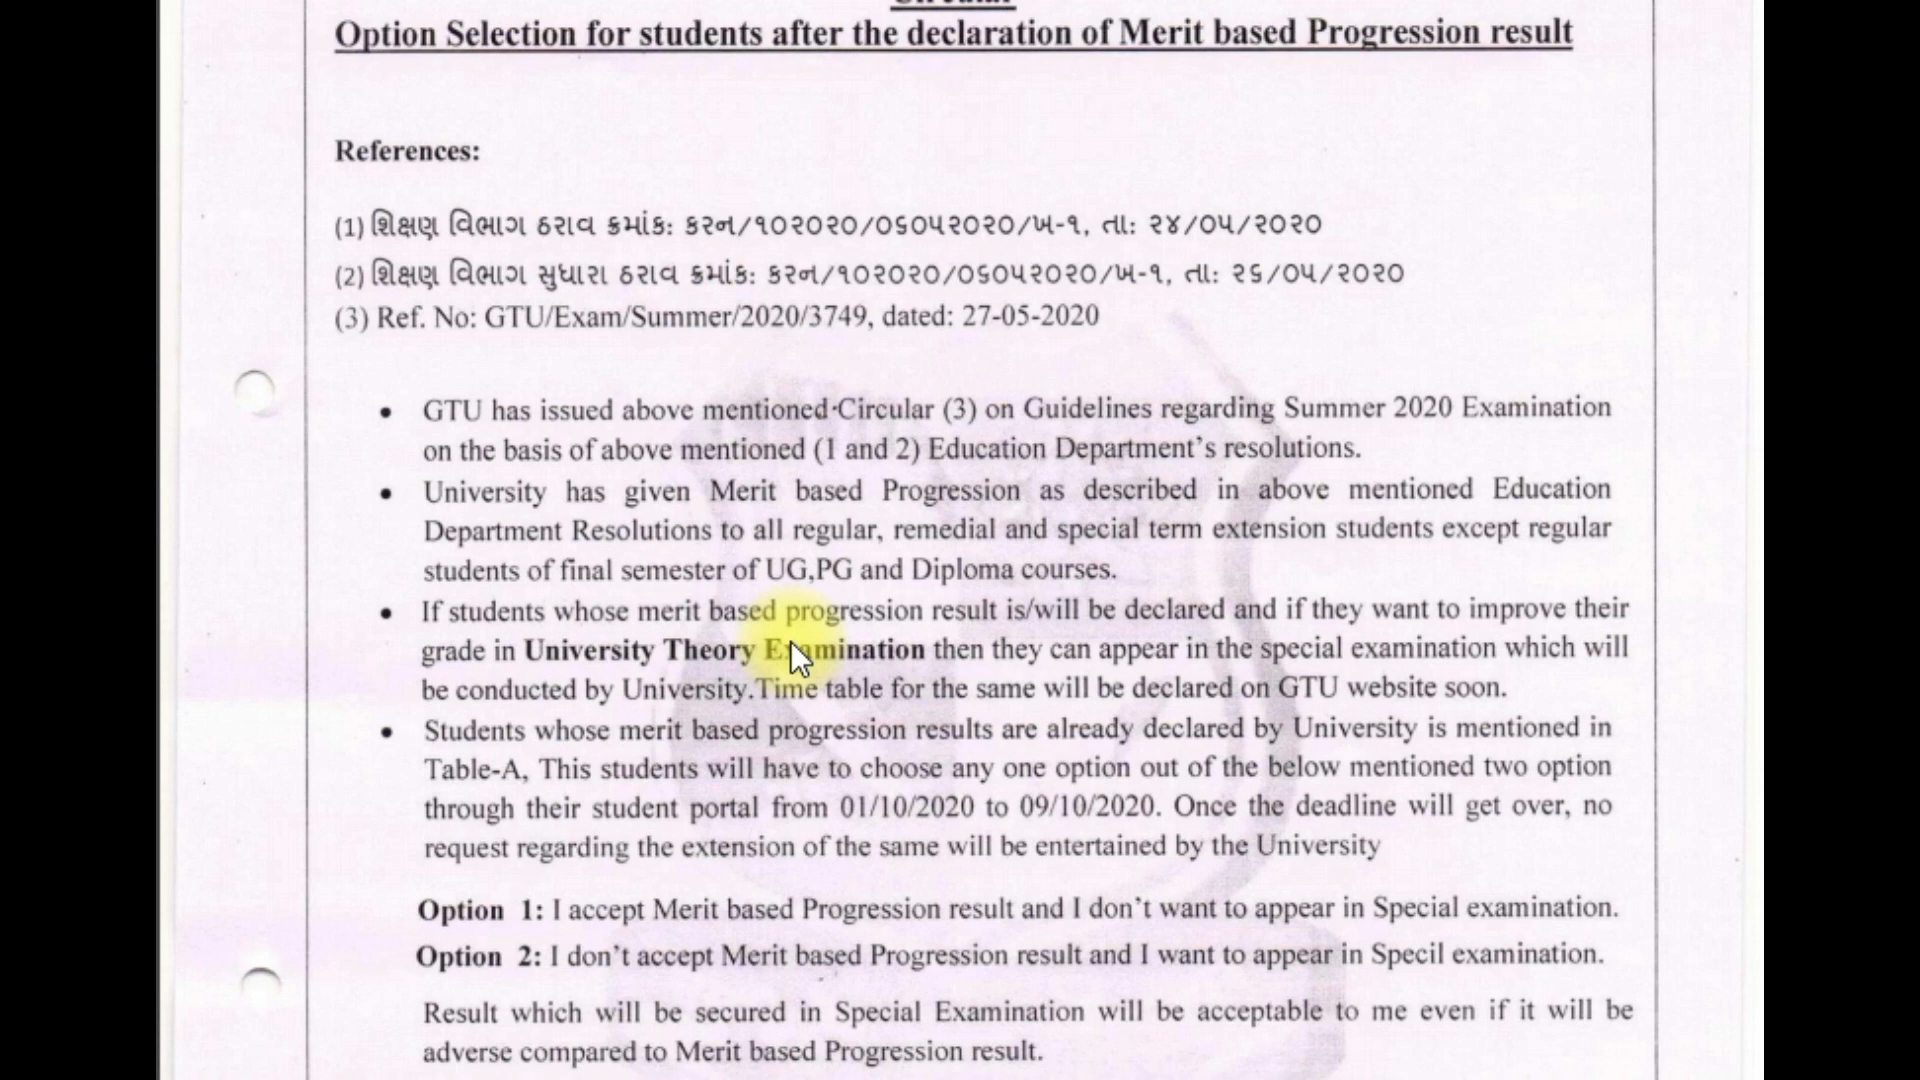 Circular
Option Selection for students after the declaration of Merit based Progression result
References:
(1) શિક્ષણ વિભાગ ઠરાવ ક્રમાંક: કરન/૧૦૨૦૨૦/૦૬૦૫૨૦૨૦/ખ-૧, તા: ૨૪/૦૫/૨૦૨૦
(2) શિક્ષણ વિભાગ સુધારા ઠરાવ ક્રમાંક: કરન/૧૦૨૦૨૦/૦૬૦૫૨૦૨૦/ખ-૧, તા: ૨૬/૦૫/૨૦૨૦
(3) Ref. No: GTU/Exam/Summer/2020/3749, dated: 27-05-2020
• GTU has issued above mentioned Circular (3) on Guidelines regarding Summer 2020 Examination
on the basis of above mentioned (1 and 2) Education Department's resolutions.
• University has given Merit based Progression as described in above mentioned Education
Department Resolutions to all regular, remedial and special term extension students except regular
students of final semester of UG,PG and Diploma courses.
• If students whose merit based progression result is/will be declared and if they want to improve their
grade in University Theory Examination then they can appear in the special examination which will
be conducted by University.Time table for the same will be declared on GTU website soon.
• Students whose merit based progression results are already declared by University is mentioned in
Table-A, This students will have to choose any one option out of the below mentioned two option
through their student portal from 01/10/2020 to 09/10/2020. Once the deadline will get over, no
request regarding the extension of the same will be entertained by the University
Option 1: I accept Merit based Progression result and I don't want to appear in Special examination.
Option 2: I don't accept Merit based Progression result and I want to appear in Specil examination.
Result which will be secured in Special Examination will be acceptable to me even if it will be
adverse compared to Merit based Progression result.